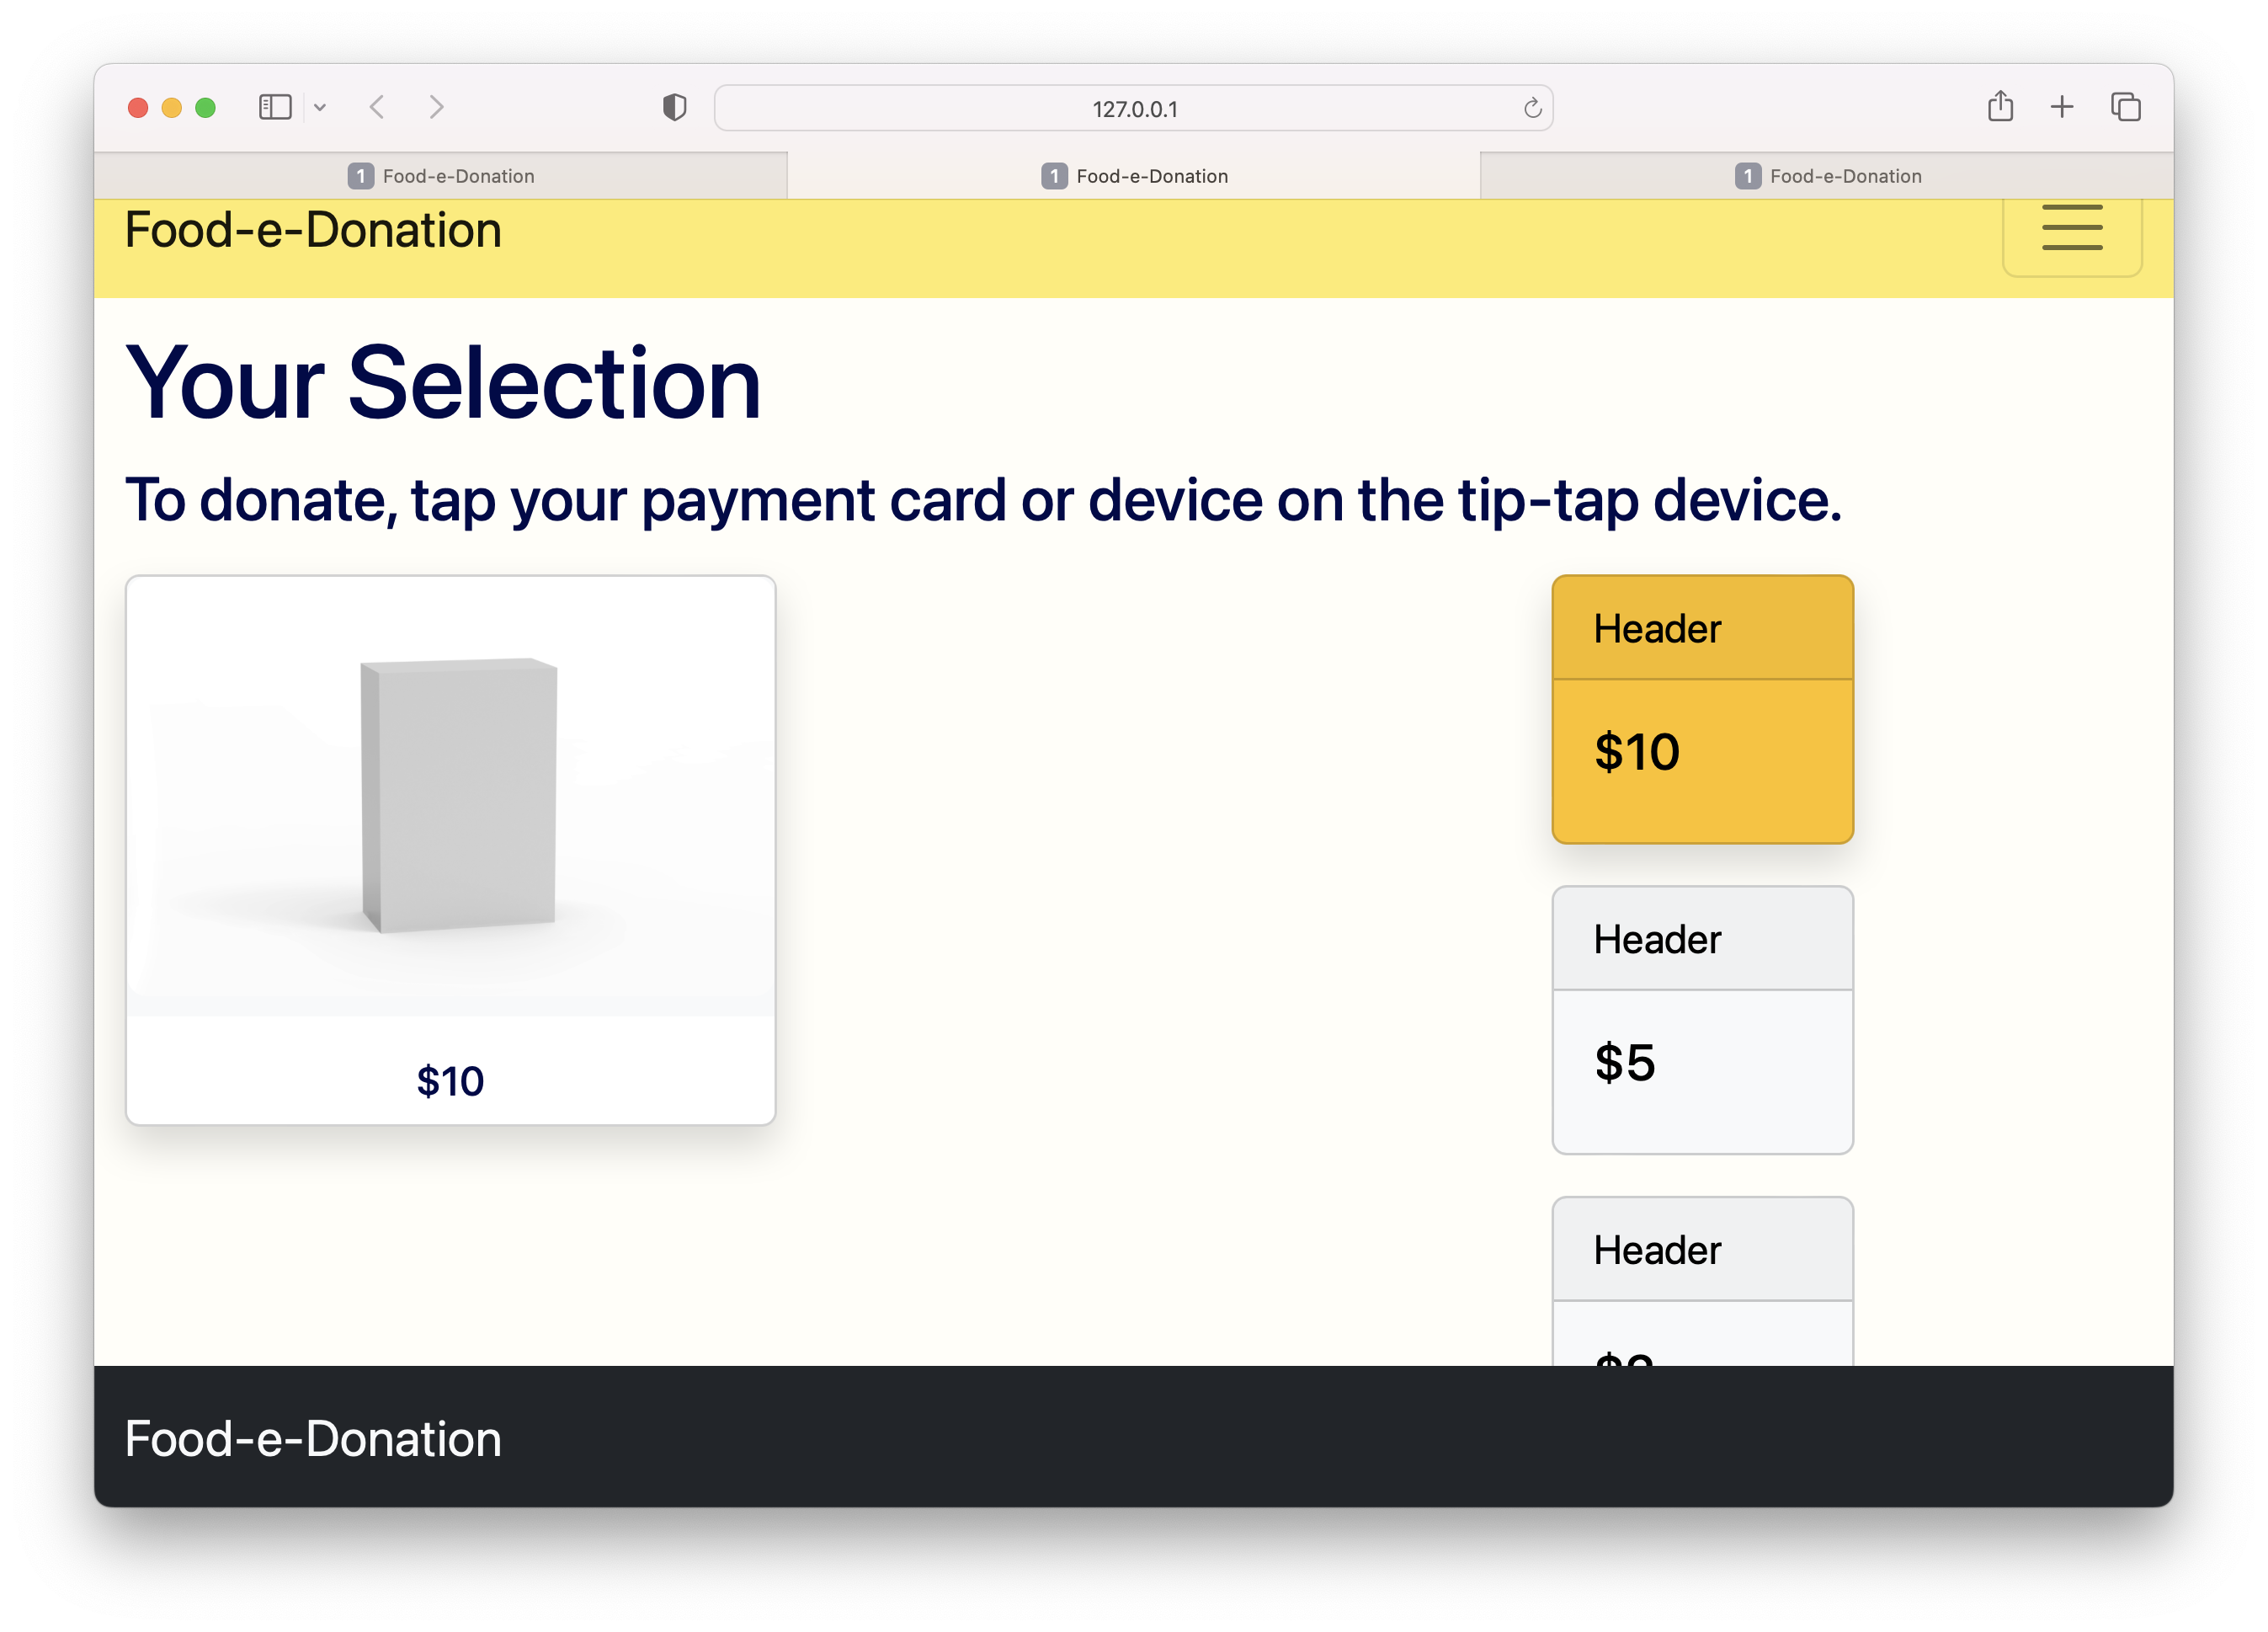 127.0.0.1
1 Food-e-Donation
1 Food-e-Donation
1 Food-e-Donation
Food-e-Donation
Your Selection
To donate, tap your payment card or device on the tip-tap device.
$10
Header
$10
Header
$5
Header
Food-e-Donation